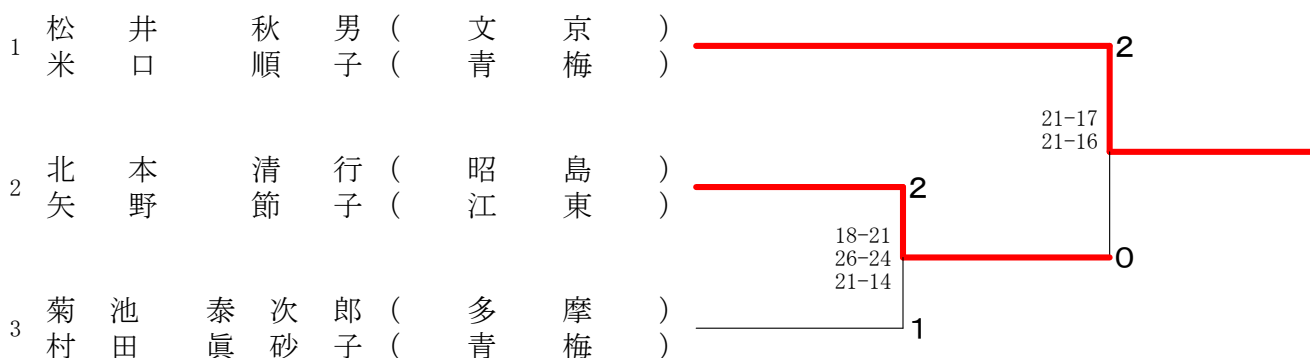 1 松井 秋男 ( 文京 )
米口 順子 ( 青梅 )
2
21-17
21-16
2 北本 清行 ( 昭島 )
矢野 節子 ( 江東 )
2
18-21
26-24
21-14
0
3 菊池 泰次郎 ( 多摩 )
村田 眞砂子 ( 青梅 )
1